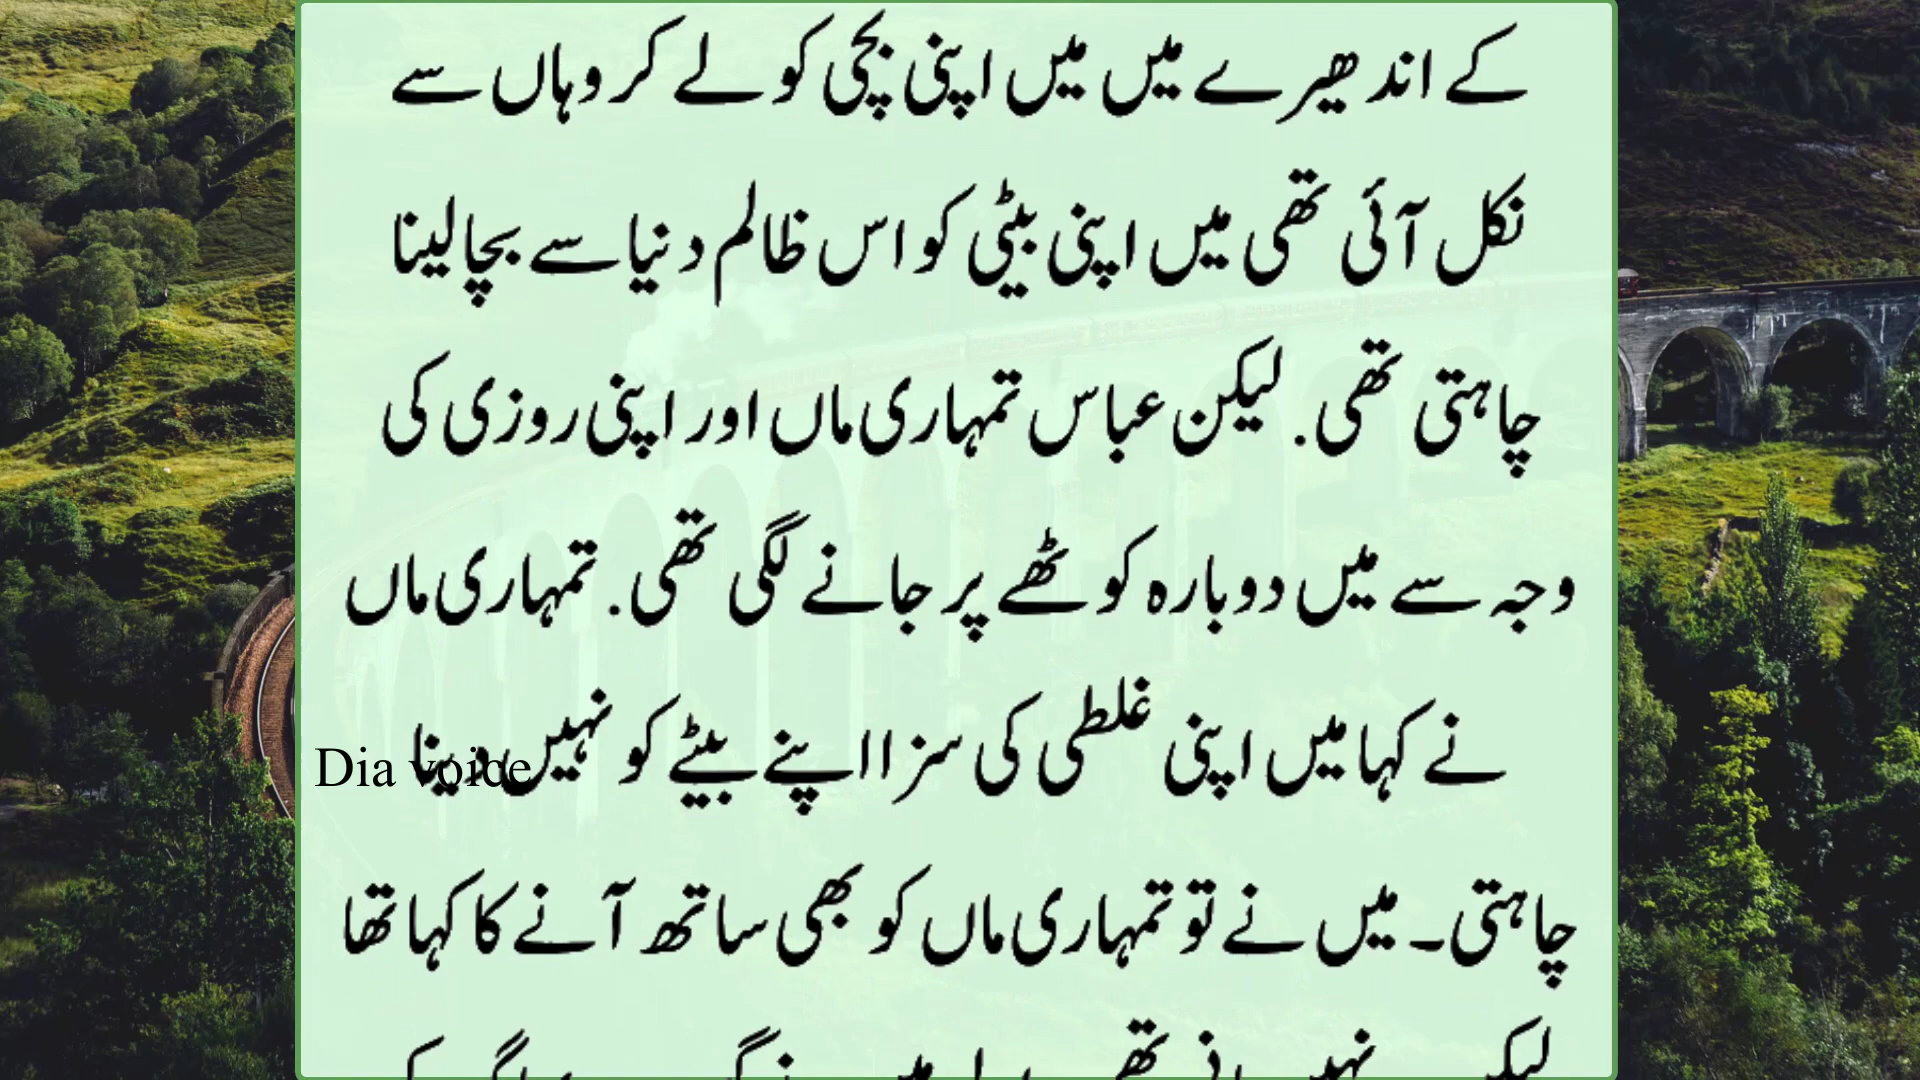 کے اندھیرے میں میں اپنی بچی کو لے کر وہاں سے
نکل آئی تھی میں اپنی بیٹی کو اس ظالم دنیا سے بچا لینا
چاہتی تھی. لیکن عباس تمہاری ماں اور اپنی روزی کی
وجہ سے میں دوبارہ کوٹھے پر جانے لگی تھی. تمہاری ماں
نے کہا میں اپنی غلطی کی سزا اپنے بیٹے کو نہیں دینا
Dia voice
چاہتی۔ میں نے تو تمہاری ماں کو بھی ساتھ آنے کا کہا تھا